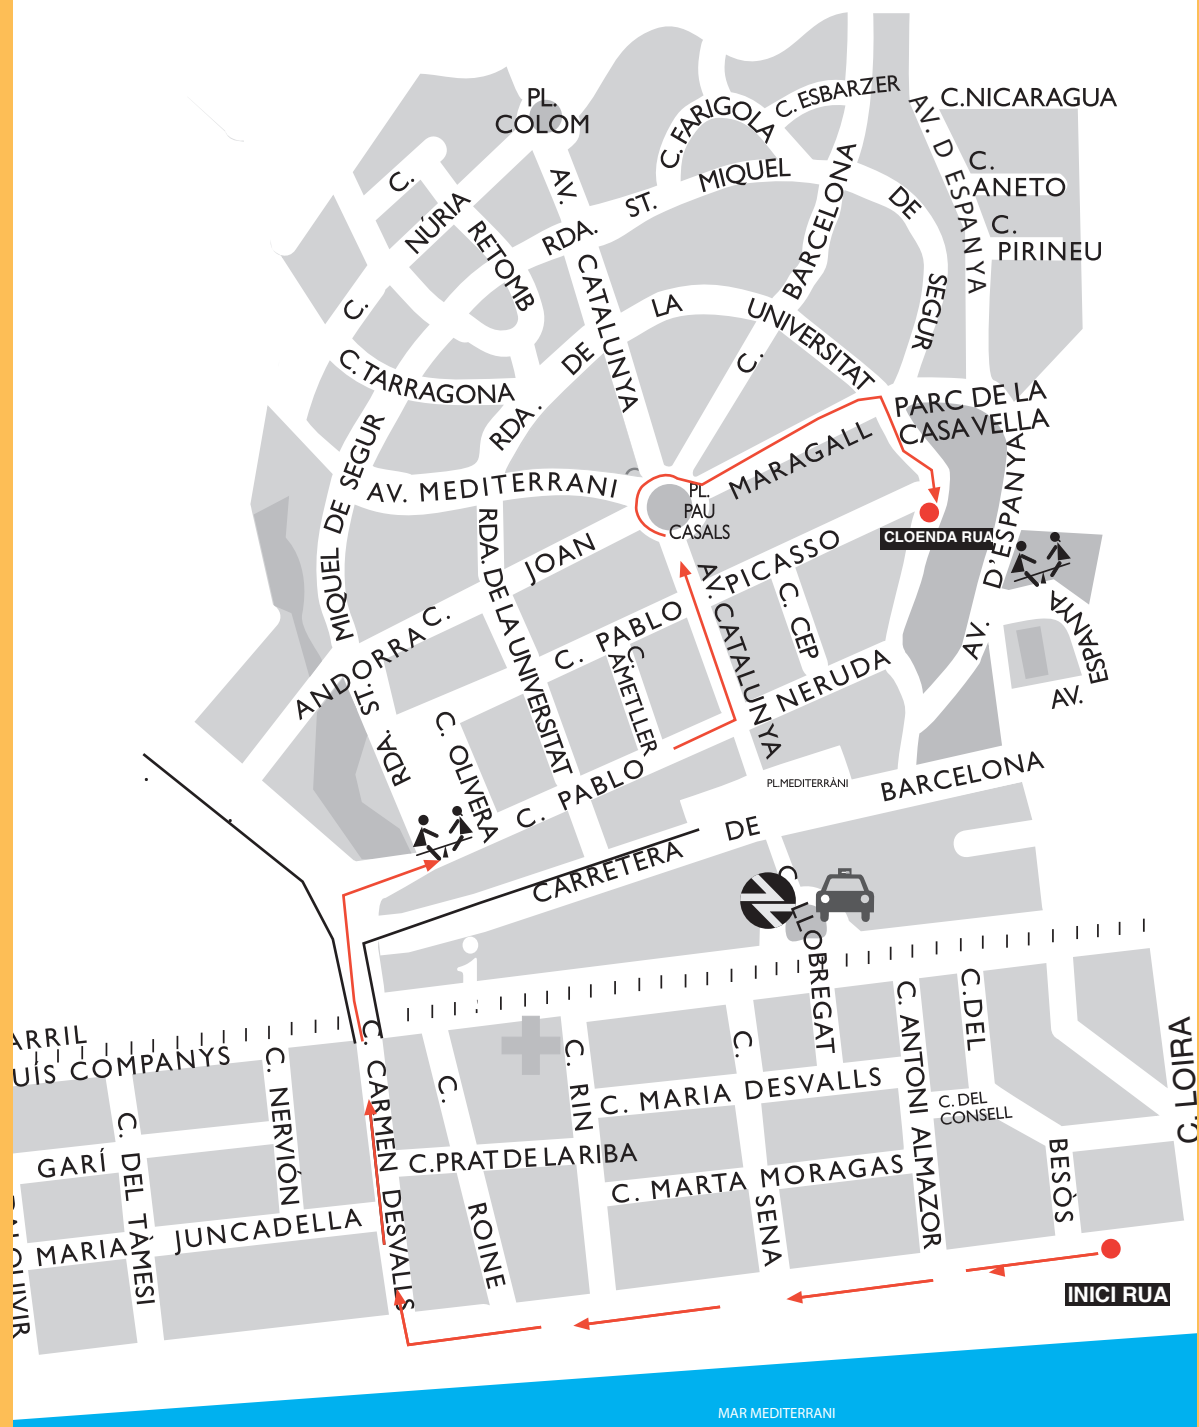 PL.
COLOM
C. ESBARZER
C.NICARAGUA
C. FARIGOLA
AV. D ESPANYA
C.
ANETO
C.
PIRINEU
C.
NÚRIA
RETOMB
AV.
CATALUNYA
RDA.
ST.
MIQUEL
DE
SEGUR
C.
BARCELONA
C.
C. TARRAGONA
RDA.
DE
LA
UNIVERSITAT
PARC DE LA
CASA VELLA
MIQUEL DE SEGUR
AV. MEDITERRANI
PL.
PAU
CASALS
MARAGALL
CLOENDA RUA
AV.
D'ESPANYA
C.
JOAN
RDA. DE LA UNIVERSITAT
ANDORRA
C. PABLO
PICASSO
C. CEP
AV. CATALUNYA
C.
AMETLLER
NERUDA
ESPANYA
AV.
RDA.
ST.
C. OLIVERA
C. PABLO
PL.MEDITERRÀNI
CARRETERA
DE
BARCELONA
C
LLOBREGAT
i
ARRIL
UÍS COMPANYS
C. NERVIÓN
C. CARMEN DESVALLS
C.
ROINE
C. RIN
C.
SENA
C. ANTONI ALMAZOR
C. DEL
BESÒS
C. LOIRA
C. MARIA DESVALLS
C. DEL
CONSELL
C. DEL TÀMESI
GARÍ
C.PRAT DE LA RIBA
C. MARTA MORAGAS
MARIA
JUNCADELLA
INICI RUA
MAR MEDITERRANI